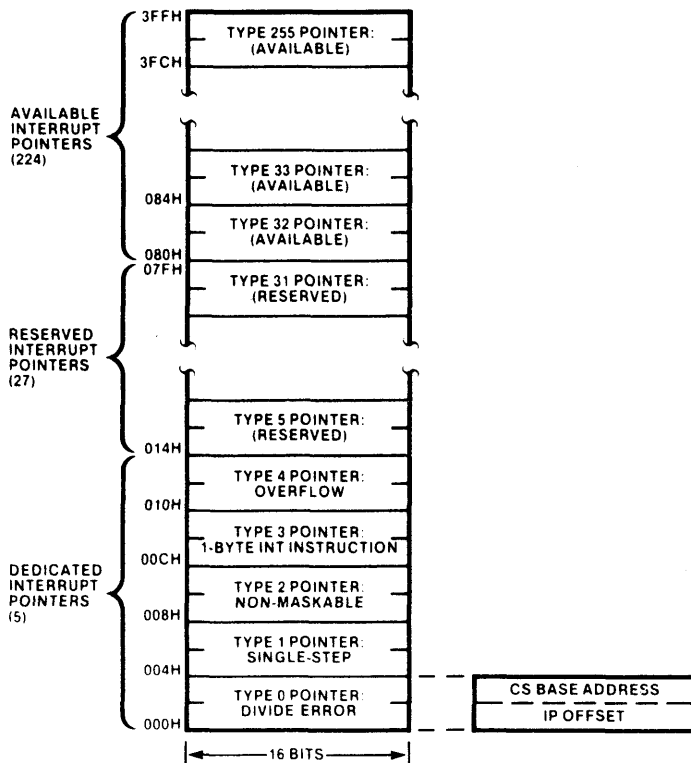 3FFH
TYPE 255 POINTER:
(AVAILABLE)
3FCH
AVAILABLE
INTERRUPT
POINTERS
(224)
TYPE 33 POINTER:
(AVAILABLE)
084H
TYPE 32 POINTER:
(AVAILABLE)
080H
07FH
TYPE 31 POINTER:
(RESERVED)
RESERVED
INTERRUPT
POINTERS
(27)
TYPE 5 POINTER:
(RESERVED)
014H
TYPE 4 POINTER:
OVERFLOW
010H
TYPE 3 POINTER:
1-BYTE INT INSTRUCTION
00CH
DEDICATED
INTERRUPT
POINTERS
(5)
TYPE 2 POINTER:
NON-MASKABLE
008H
TYPE 1 POINTER:
SINGLE-STEP
004H
TYPE 0 POINTER:
DIVIDE ERROR
000H
CS BASE ADDRESS
IP OFFSET
16 BITS